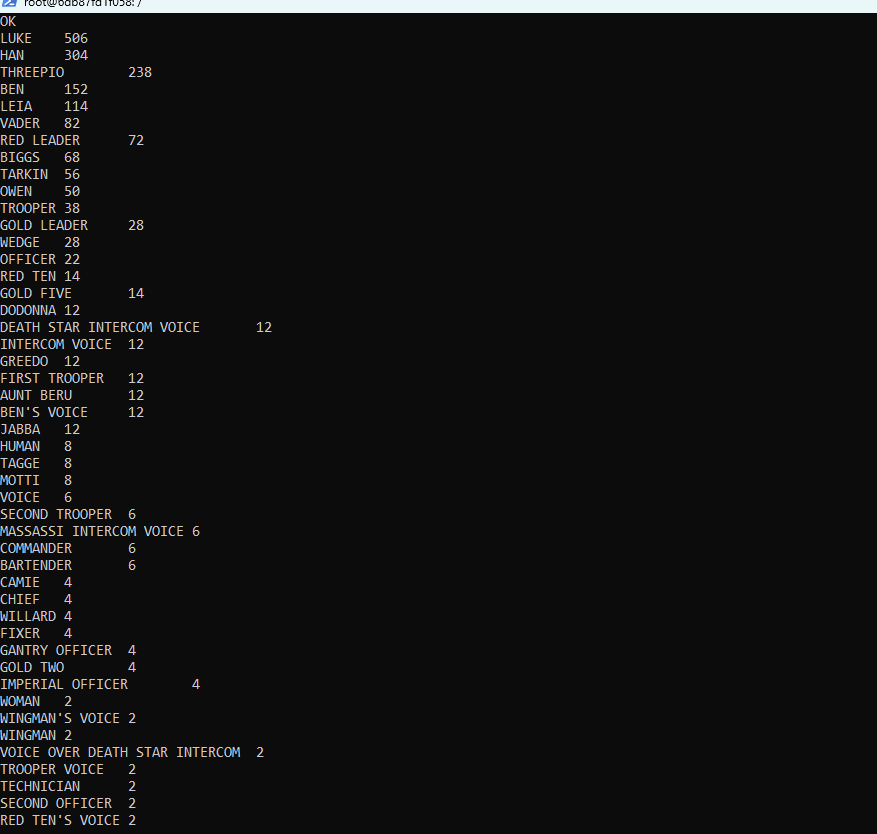 root@6db87fd1f058: /
OK
LUKE 506
HAN 304
THREEPIO 238
BEN 152
LEIA 114
VADER 82
RED LEADER 72
BIGGS 68
TARKIN 56
OWEN 50
TROOPER 38
GOLD LEADER 28
WEDGE 28
OFFICER 22
RED TEN 14
GOLD FIVE 14
DODONNA 12
DEATH STAR INTERCOM VOICE 12
INTERCOM VOICE 12
GREEDO 12
FIRST TROOPER 12
AUNT BERU 12
BEN'S VOICE 12
JABBA 12
HUMAN 8
TAGGE 8
MOTTI 8
VOICE 6
SECOND TROOPER 6
MASSASSI INTERCOM VOICE 6
COMMANDER 6
BARTENDER 6
CAMIE 4
CHIEF 4
WILLARD 4
FIXER 4
GANTRY OFFICER 4
GOLD TWO 4
IMPERIAL OFFICER 4
WOMAN 2
WINGMAN'S VOICE 2
WINGMAN 2
VOICE OVER DEATH STAR INTERCOM 2
TROOPER VOICE 2
TECHNICIAN 2
SECOND OFFICER 2
RED TEN'S VOICE 2